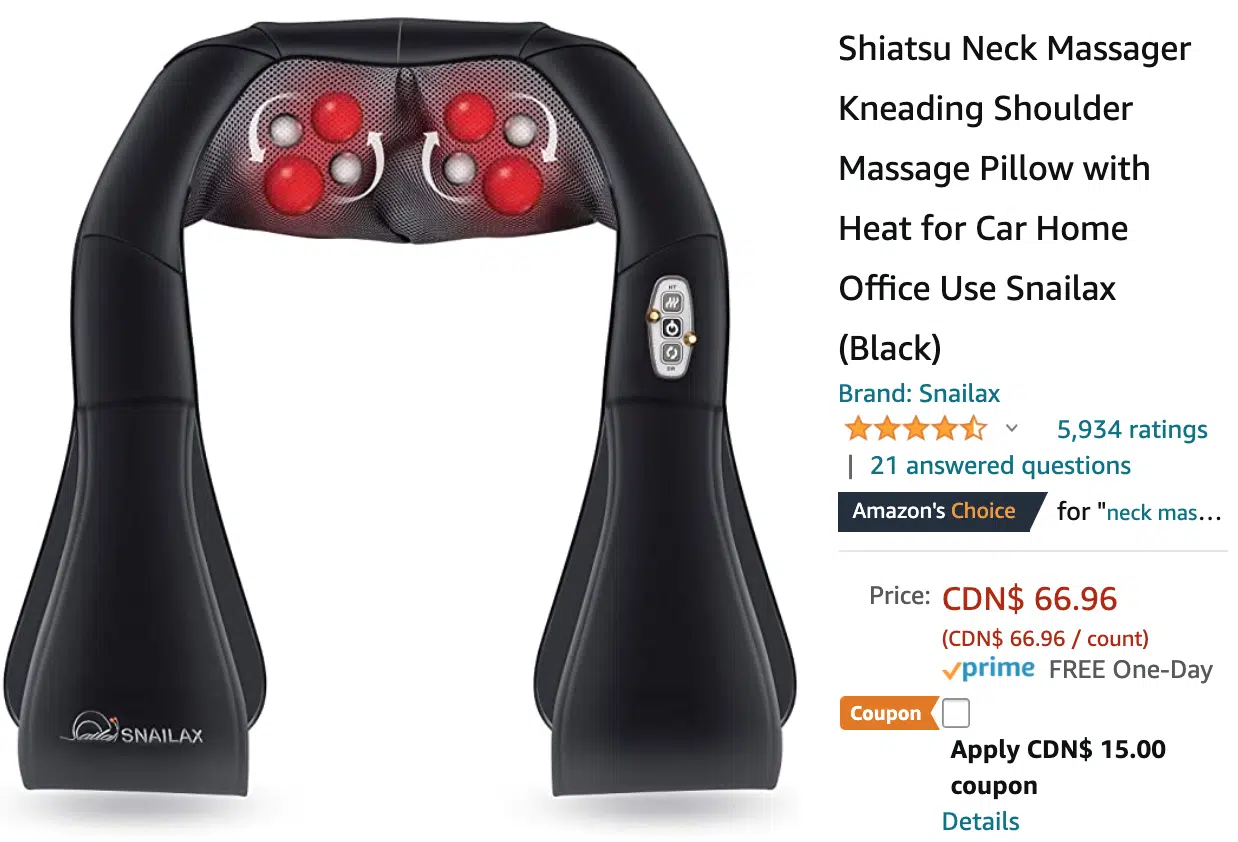 Shiatsu Neck Massager
Kneading Shoulder
Massage Pillow with
Heat for Car Home
Office Use Snailax
(Black)
Brand: Snailax
5,934 ratings
| 21 answered questions
Amazon's Choice for "neck mas...
Price: CDN$ 66.96
(CDN$ 66.96 / count)
prime FREE One-Day
Coupon
Apply CDN$ 15.00
coupon
Details
HT
SNAILAX